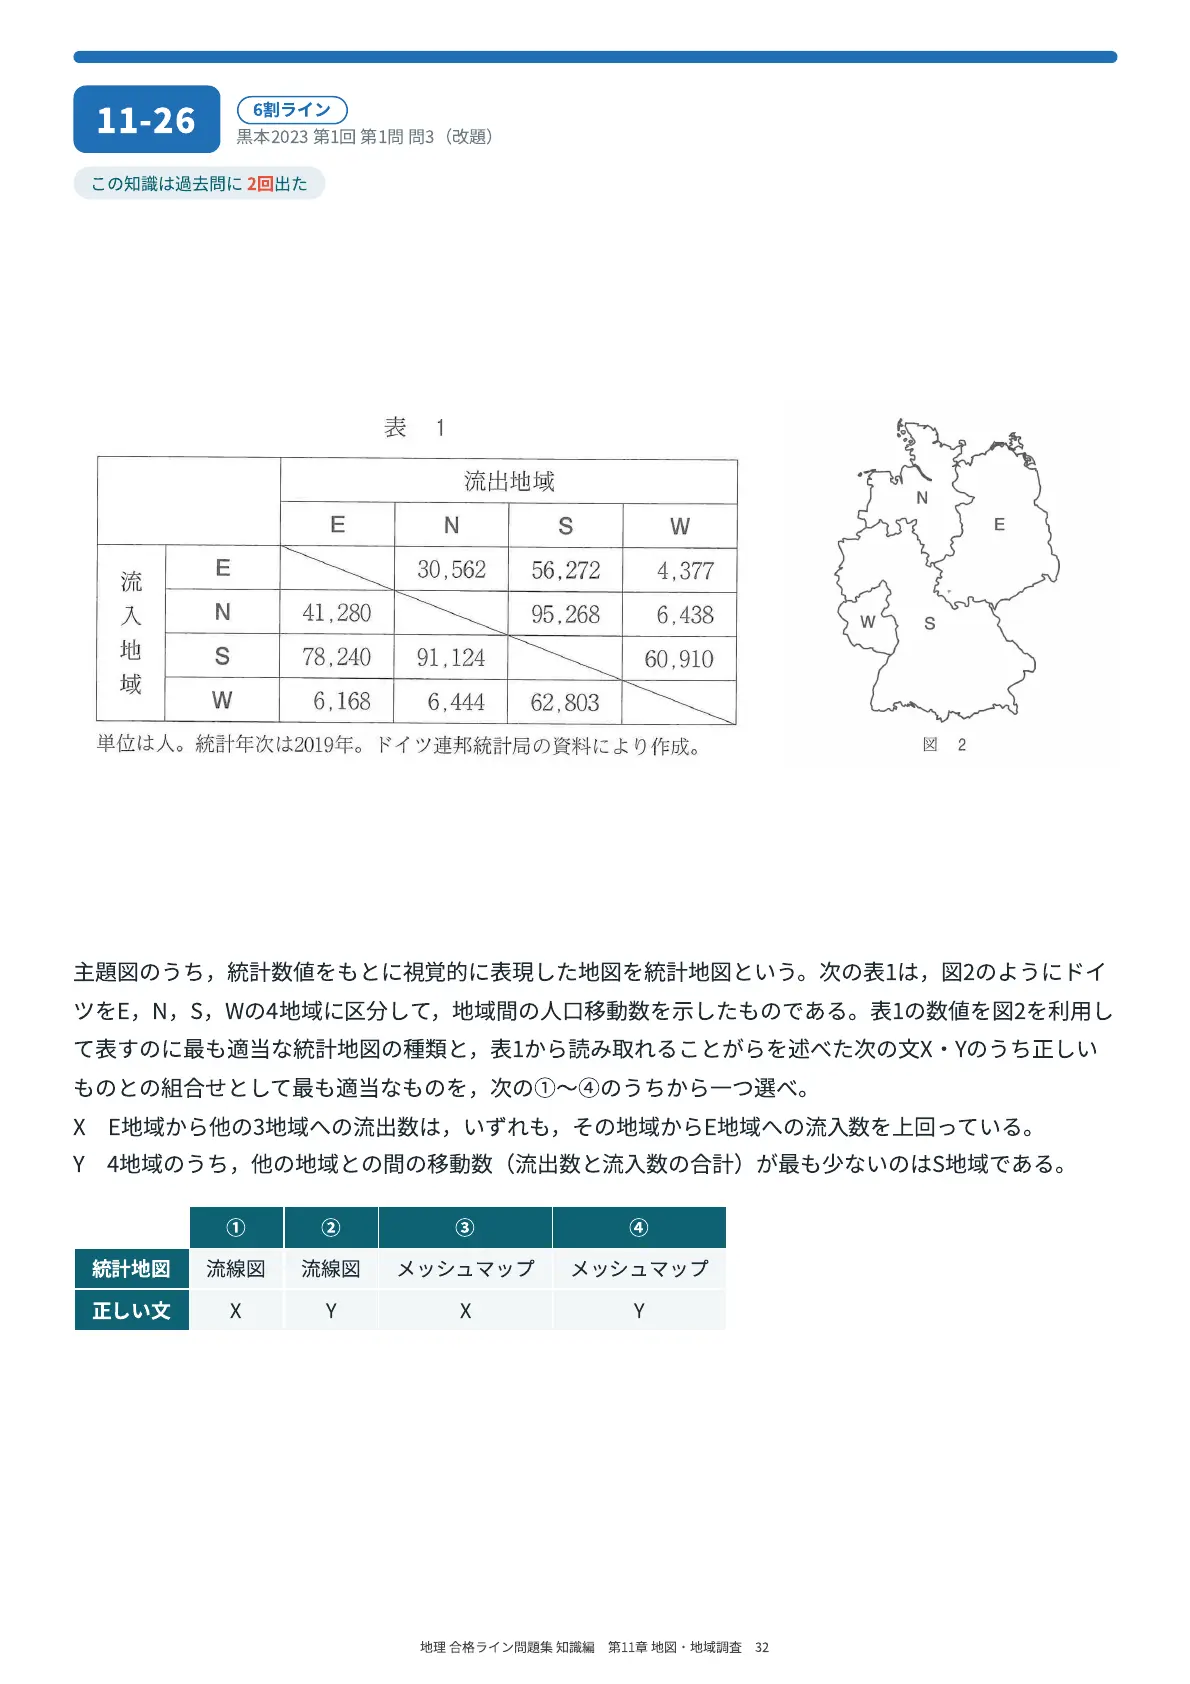 11-26
6割ライン
黒本2023 第1回 第1問 問3（改題）
この知識は過去問に 2回出た
表 1
流出地域
E N S W
流入地域
E 30,562 56,272 4,377
N 41,280 95,268 6,438
S 78,240 91,124 60,910
W 6,168 6,444 62,803
単位は人。統計年次は2019年。ドイツ連邦統計局の資料により作成。
N
E
W
S
図 2
主題図のうち，統計数値をもとに視覚的に表現した地図を統計地図という。次の表1は，図2のようにドイ
ツをE，N，S，Wの4地域に区分して，地域間の人口移動数を示したものである。表1の数値を図2を利用し
て表すのに最も適当な統計地図の種類と，表1から読み取れることがらを述べた次の文X・Yのうち正しい
ものとの組合せとして最も適当なものを，次の①～④のうちから一つ選べ。
X　E地域から他の3地域への流出数は，いずれも，その地域からE地域への流入数を上回っている。
Y　4地域のうち，他の地域との間の移動数（流出数と流入数の合計）が最も少ないのはS地域である。
① ② ③ ④
統計地図 流線図 流線図 メッシュマップ メッシュマップ
正しい文 X Y X Y
地理 合格ライン問題集 知識編　第11章 地図・地域調査　32